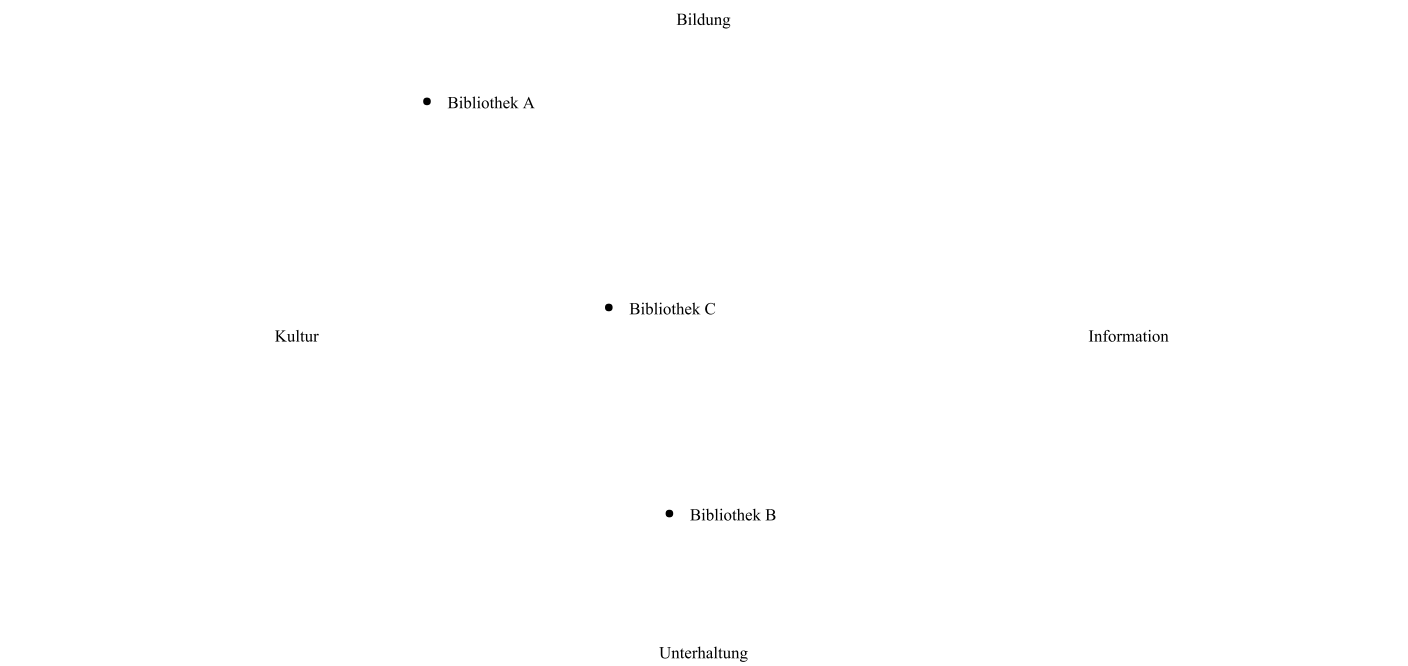 Bildung
Bibliothek A
Bibliothek C
Kultur
Information
Bibliothek B
Unterhaltung